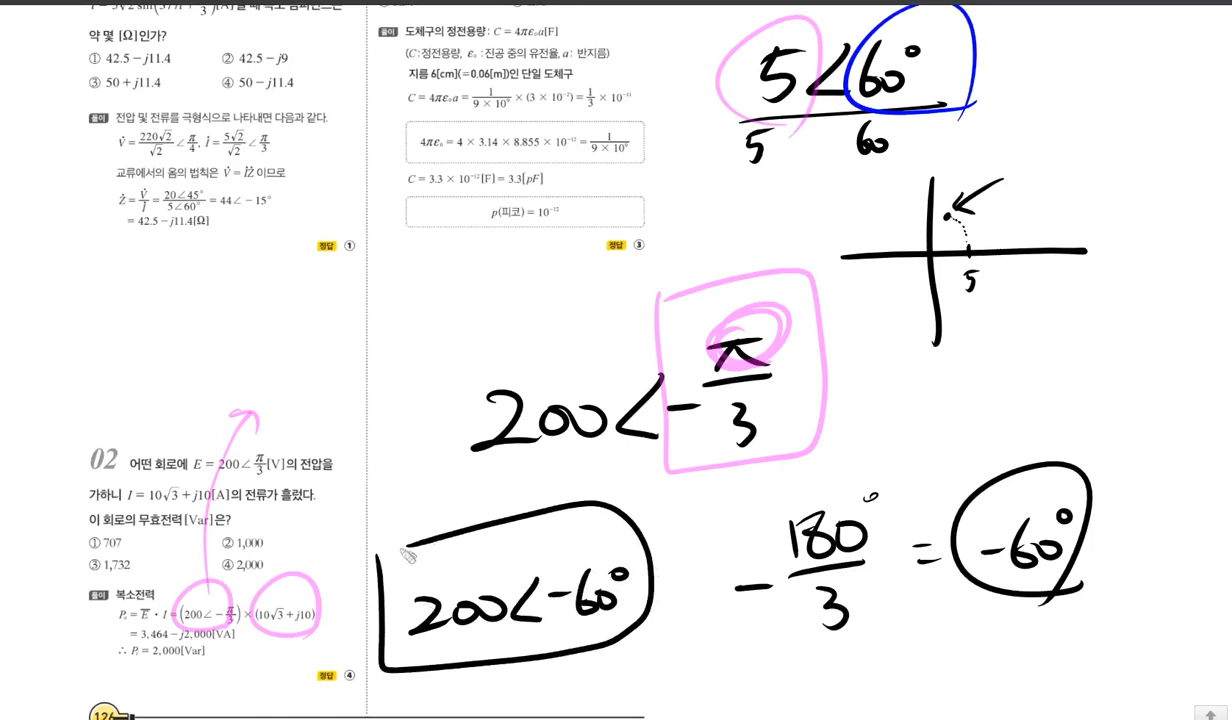 약 몇 [Ω]인가?
① 42.5−j11.4 ② 42.5−j9
③ 50+j11.4 ④ 50−j11.4
풀이 전압 및 전류를 극형식으로 나타내면 다음과 같다.
V̇ = 220√2/√2 ∠ π/4, İ = 5√2/√2 ∠ π/3
교류에서의 옴의 법칙은 V̇ = İŻ 이므로
Ż = V̇/İ = 20∠45°/5∠60° = 44∠−15°
= 42.5−j11.4[Ω]
정답 ①
02 어떤 회로에 E = 200∠π/3[V]의 전압을
가하니 I = 10√3+j10[A]의 전류가 흘렀다.
이 회로의 무효전력[Var]은?
① 707 ② 1,000
③ 1,732 ④ 2,000
풀이 복소전력
= (200∠−π/3)×(10√3+j10)
= 3,464−j2,000[VA]
= 2,000[Var]
정답 ④
126
풀이 도체구의 정전용량: C = 4πε₀a[F]
(C:정전용량, ε₀:진공 중의 유전율, a: 반지름)
지름 6[cm](=0.06[m])인 단일 도체구
C = 4πε₀a = 1/(9×10⁹) × (3×10⁻²) = 1/3 × 10⁻¹¹
4πε₀ = 4 × 3.14 × 8.855 × 10⁻¹² = 1/(9×10⁹)
C = 3.3 × 10⁻¹²[F] = 3.3[pF]
p(피코) = 10⁻¹²
정답 ③
5∠60°
5 60
5
200∠−π/3
−180°/3 = −60°
200∠−60°